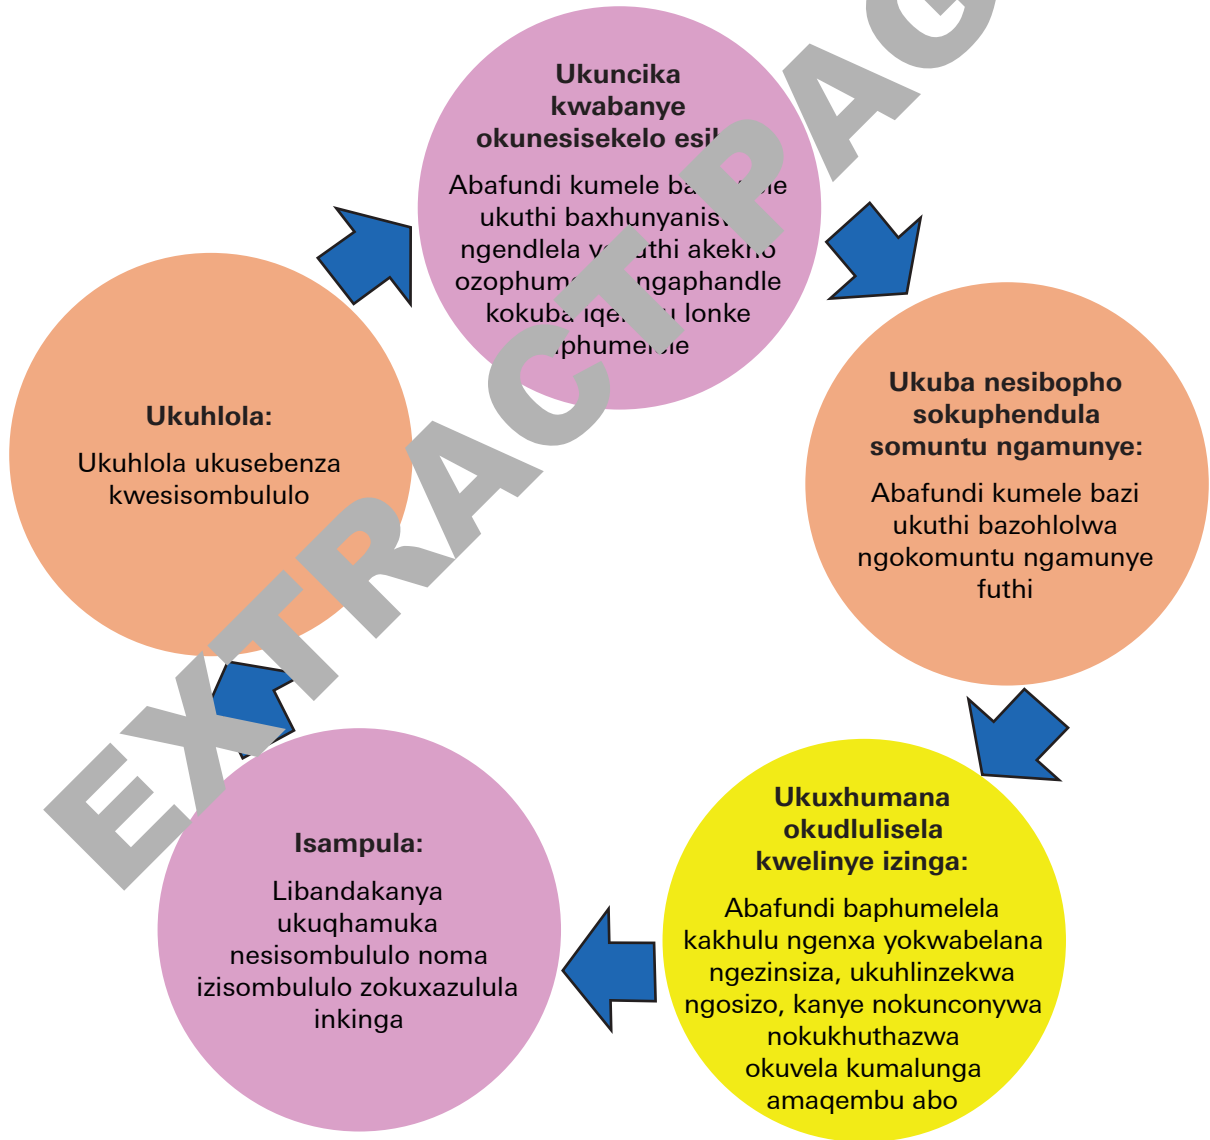 Ukuncika
kwabanye
okunesisekelo
Abafundi kumele
ukuthi
ngendlela akekho
ngaphandle
kokuba lonke
Ukuba nesibopho
sokuphendula
somuntu ngamunye:
Abafundi kumele bazi
ukuthi bazohlolwa
ngokomuntu ngamunye
futhi
Ukuxhumana
okudlulisela
kwelinye izinga:
Abafundi baphumelela
kakhulu ngenxa yokwabelana
ngezinsiza, ukuhlinzekwa
ngosizo, kanye nokunconywa
nokukhuthazwa
okuvela kumalunga
amaqembu abo
Isampula:
Libandakanya
ukuqhamuka
nesisombululo noma
izisombululo zokuxazulula
inkinga
Ukuhlola:
Ukuhlola ukusebenza
kwesisombululo
EXTRACT PAG